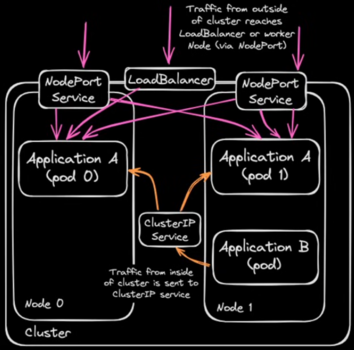 Traffic from outside
of cluster reaches
LoadBalancer or worker
Node (via NodePort)
NodePort
Service
LoadBalancer
NodePort
Service
Application A
(pod 0)
Application A
(pod 1)
ClusterIP
Service
Application B
(pod)
Traffic from inside
of cluster is sent to
ClusterIP service
Node 0
Node 1
Cluster